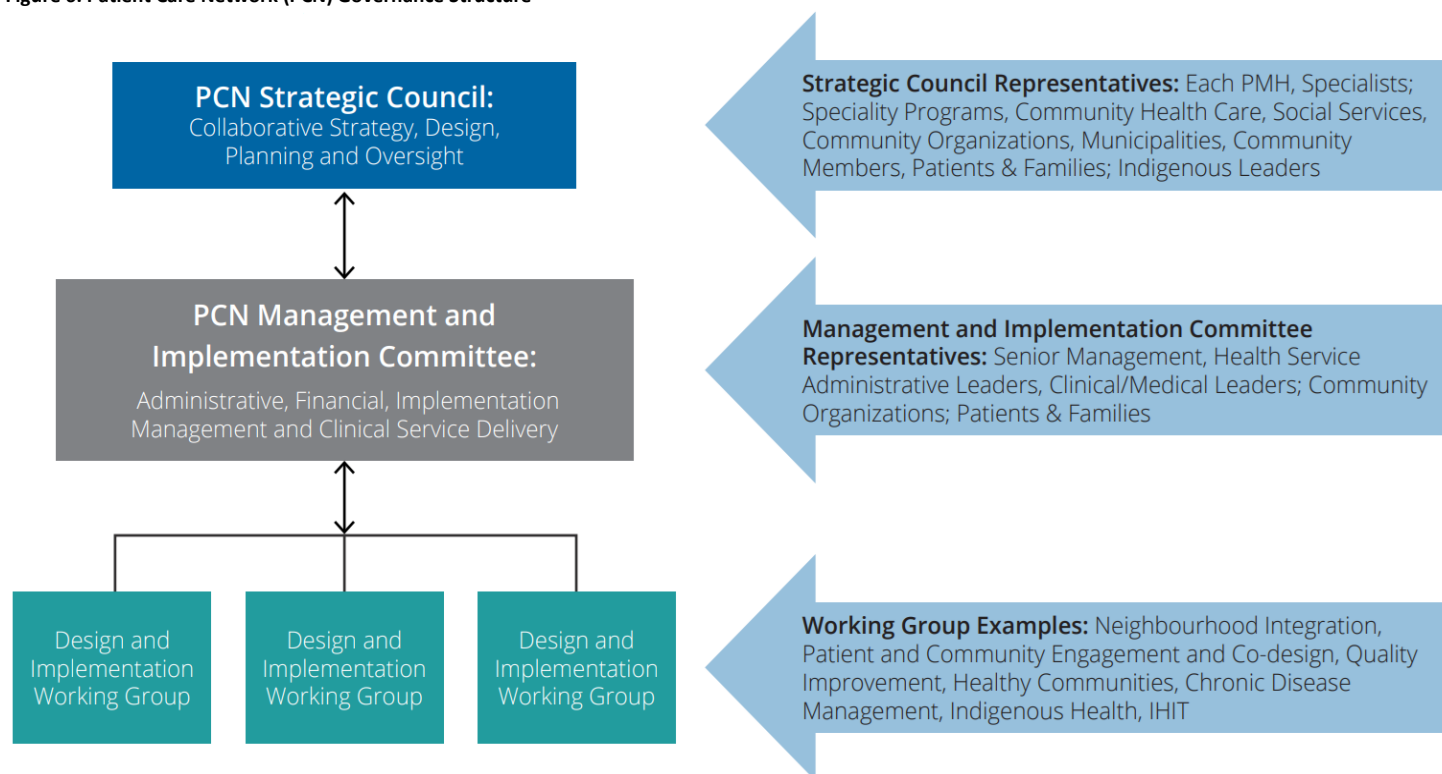 PCN Strategic Council:
Collaborative Strategy, Design,
Planning and Oversight
Strategic Council Representatives: Each PMH, Specialists;
Speciality Programs, Community Health Care, Social Services,
Community Organizations, Municipalities, Community
Members, Patients & Families; Indigenous Leaders
PCN Management and
Implementation Committee:
Administrative, Financial, Implementation
Management and Clinical Service Delivery
Management and Implementation Committee
Representatives: Senior Management, Health Service
Administrative Leaders, Clinical/Medical Leaders; Community
Organizations; Patients & Families
Design and
Implementation
Working Group
Design and
Implementation
Working Group
Design and
Implementation
Working Group
Working Group Examples: Neighbourhood Integration,
Patient and Community Engagement and Co-design, Quality
Improvement, Healthy Communities, Chronic Disease
Management, Indigenous Health, IHIT